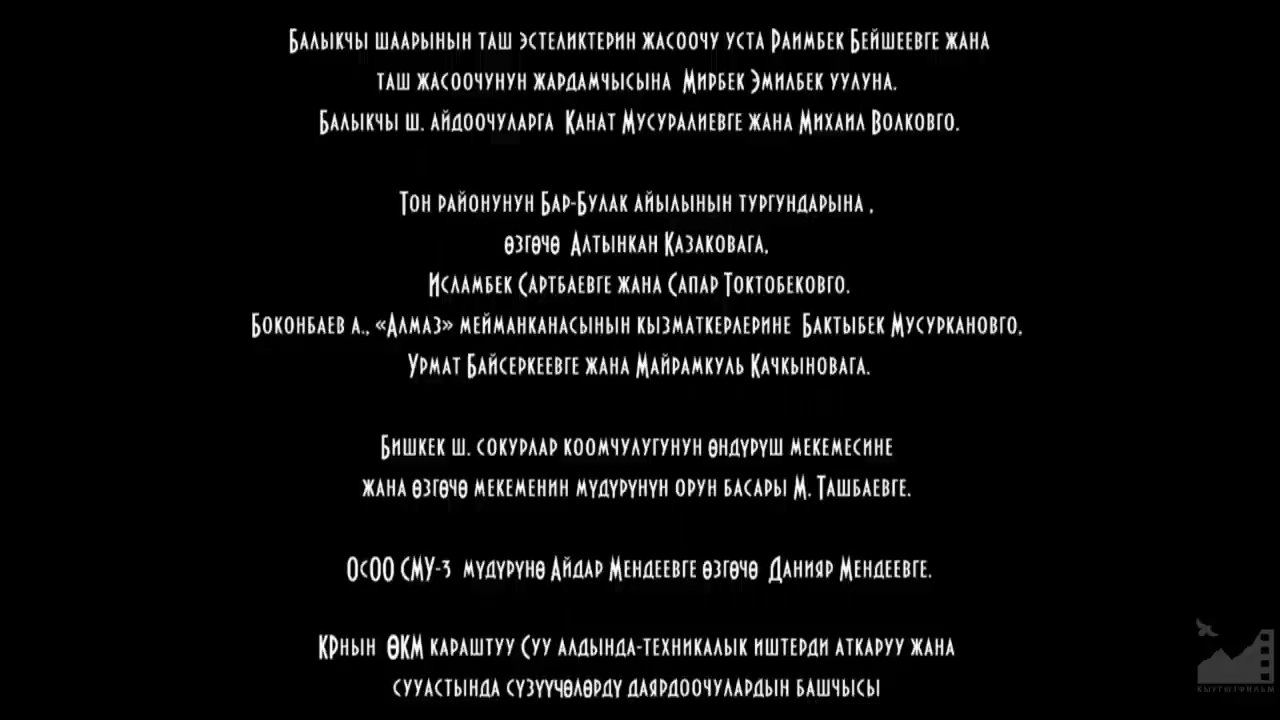 Балыкчы шаарынын таш эстеликтерин жасоочу уста Раимбек Бейшеевге жана
таш жасоочунун жардамчысына Мирбек Эмилбек уулуна.
Балыкчы ш. айдоочуларга Канат Мусуралиевге жана Михаил Волковго.
Тон районунун Бар-Булак айылынын тургундарына ,
өзгөчө Алтынкан Казаковага,
Исламбек Сартбаевге жана Сапар Токтобековго.
Боконбаев а., «Алмаз» мейманканасынын кызматкерлерине Бактыбек Мусуркановго,
Урмат Байсеркеевге жана Майрамкуль Качкыновага.
Бишкек ш. сокурлар коомчулугунун өндүрүш мекемесине
жана өзгөчө мекеменин мүдүрүнүн орун басары М. Ташбаевге.
ОсОО СМУ-3 мүдүрүнө Айдар Мендеевге өзгөчө Данияр Мендеевге.
КРнын ӨКМ караштуу Суу алдында-техникалык иштерди аткаруу жана
сууастында сүзүүчөлөрдү даярдоочулардын башчысы
КЫРГЫЗФИЛЬМ